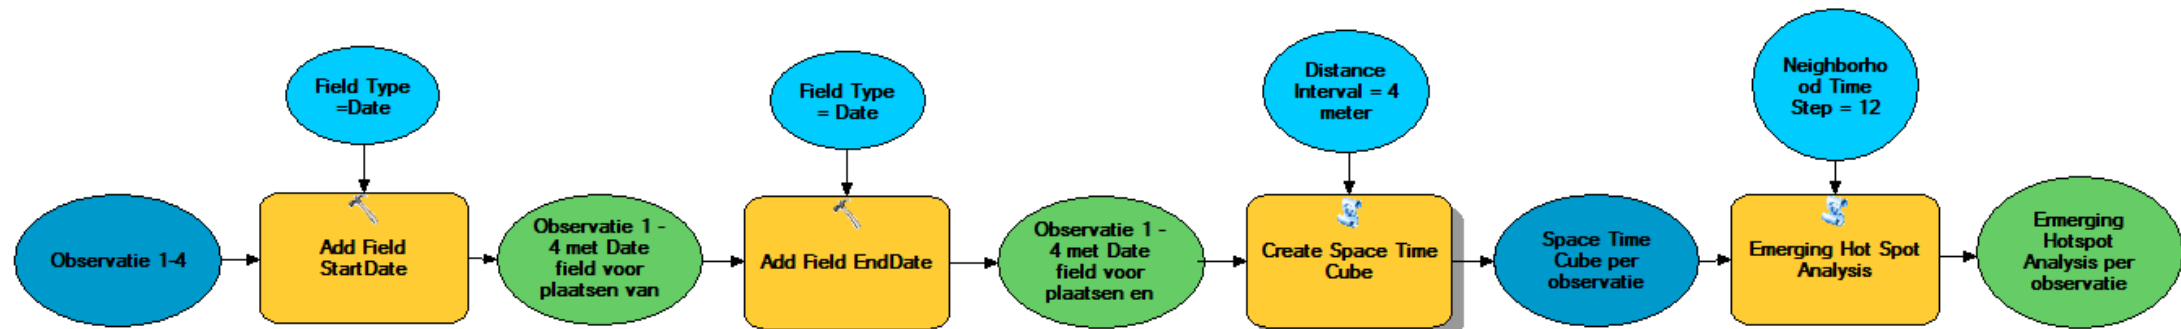 Field Type
=Date
Field Type
= Date
Distance
Interval = 4
meter
Neighborho
od Time
Step = 12
Observatie 1-4
Add Field
StartDate
Observatie 1 -
4 met Date
field voor
plaatsen van
Add Field EndDate
Observatie 1 -
4 met Date
field voor
plaatsen en
Create Space Time
Cube
Space Time
Cube per
observatie
Emerging Hot Spot
Analysis
Ermerging
Hotspot
Analysis per
observatie